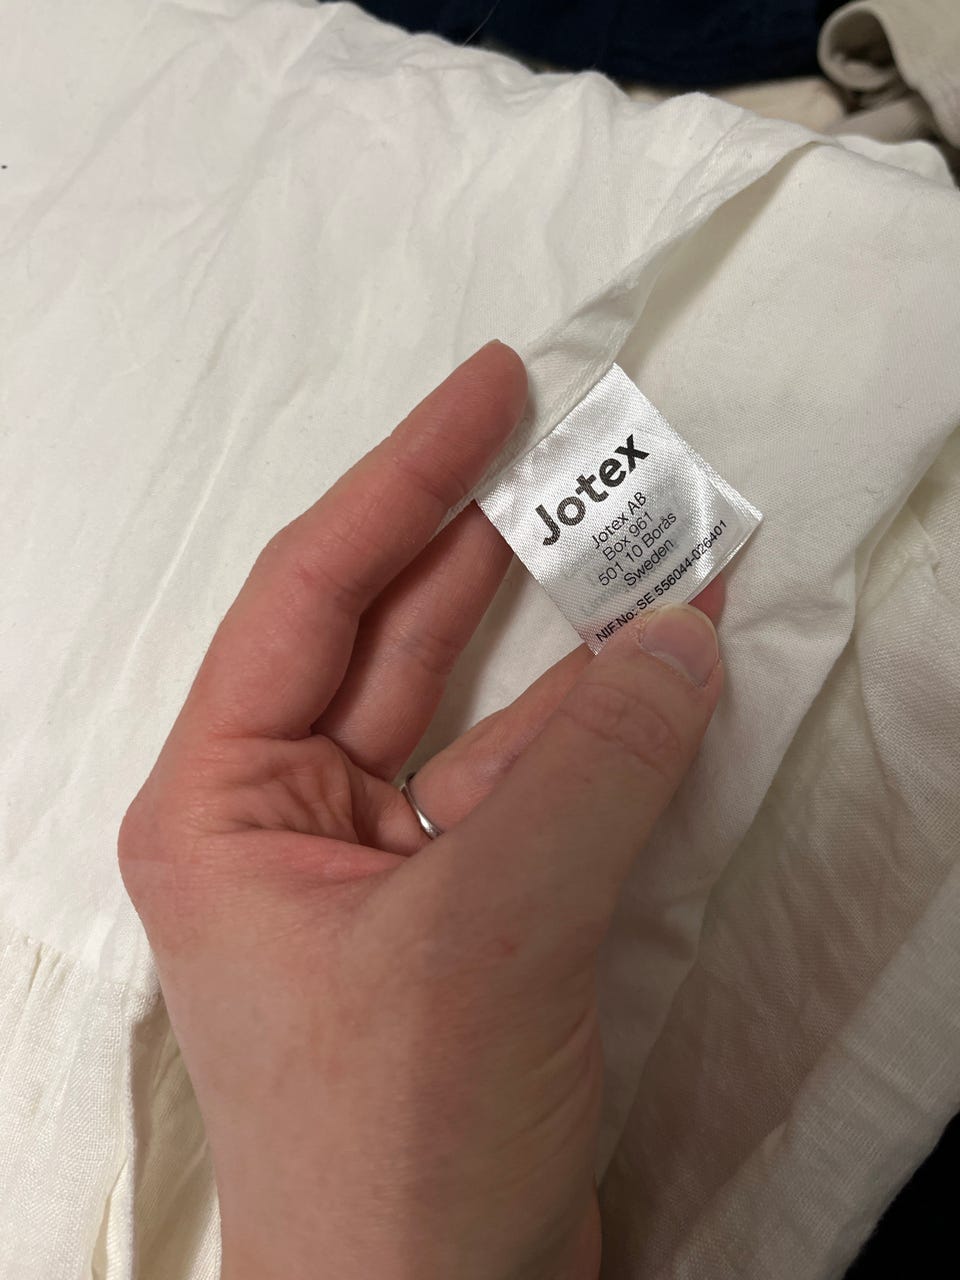 Jotex
Jotex AB
Box 961
501 10 Borås
Sweden
NIF.No: SE 556044-026401